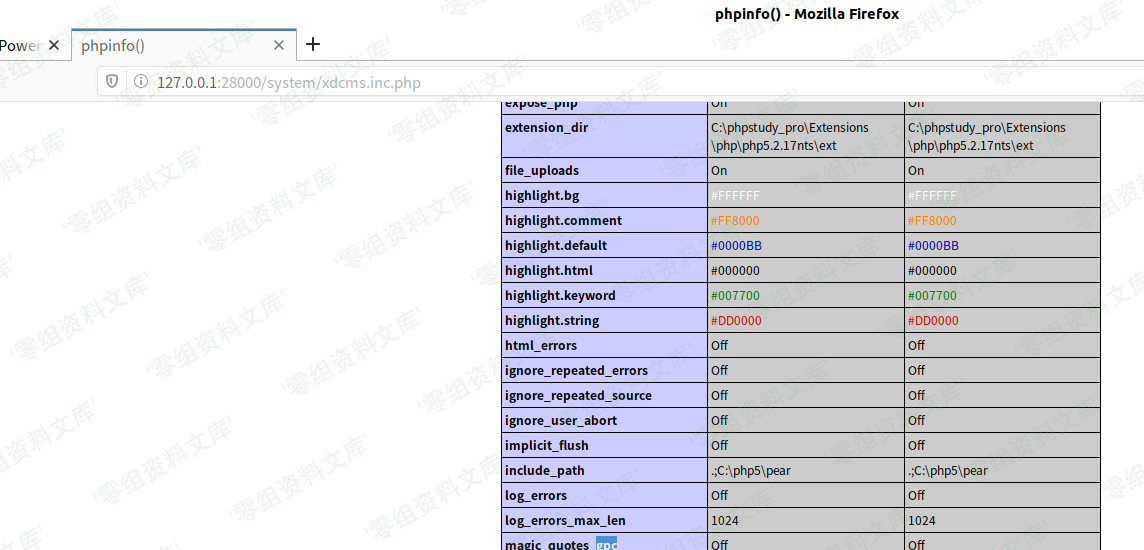 phpinfo() - Mozilla Firefox
Power
phpinfo()
127.0.0.1:28000/system/xdcms.inc.php
expose_php On On
extension_dir C:\phpstudy_pro\Extensions C:\phpstudy_pro\Extensions
\php\php5.2.17nts\ext \php\php5.2.17nts\ext
file_uploads On On
highlight.bg #FFFFFF #FFFFFF
highlight.comment #FF8000 #FF8000
highlight.default #0000BB #0000BB
highlight.html #000000 #000000
highlight.keyword #007700 #007700
highlight.string #DD0000 #DD0000
html_errors Off Off
ignore_repeated_errors Off Off
ignore_repeated_source Off Off
ignore_user_abort Off Off
implicit_flush Off Off
include_path .;C:\php5\pear .;C:\php5\pear
log_errors Off Off
log_errors_max_len 1024 1024
magic_quotes_gpc Off Off
'零组资料文库'